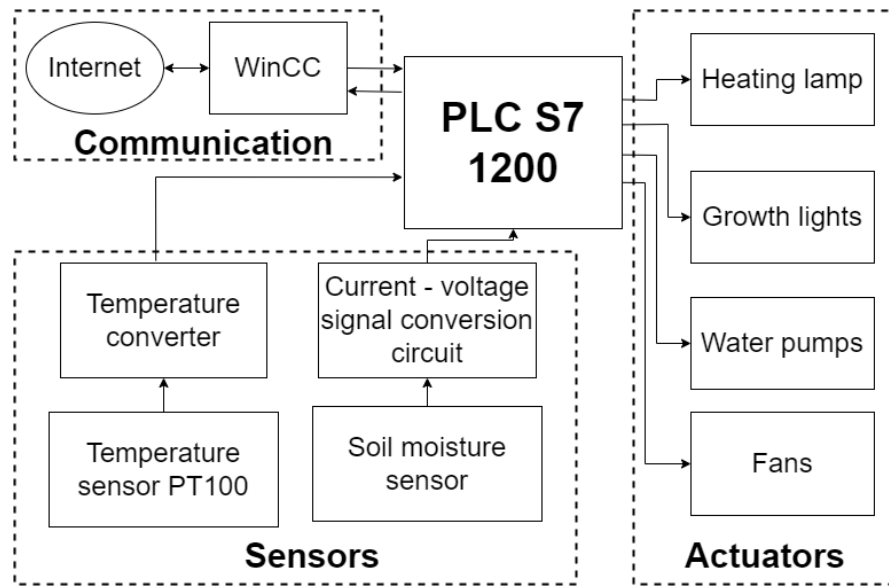 Internet
WinCC
Communication
PLC S7
1200
Heating lamp
Growth lights
Water pumps
Fans
Actuators
Temperature
converter
Current - voltage
signal conversion
circuit
Temperature
sensor PT100
Soil moisture
sensor
Sensors